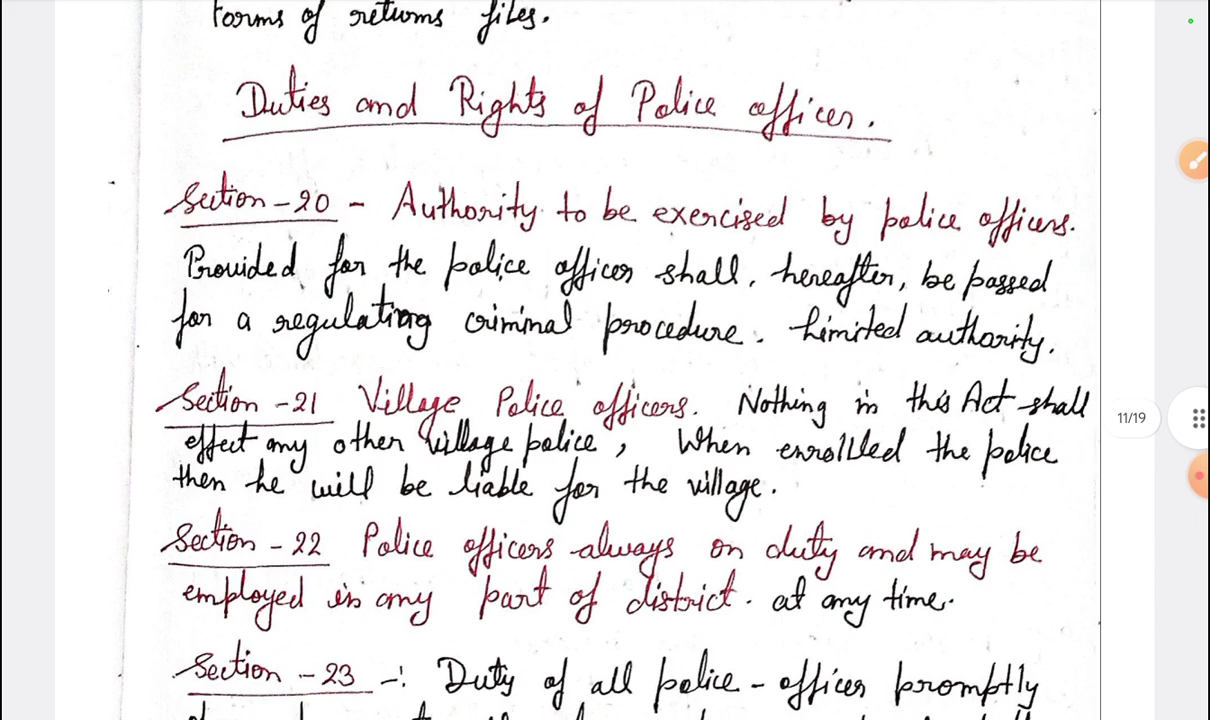 forms of returns files.
Duties and Rights of Police officer.
Section - 20 - Authority to be exercised by police officers.
Provided for the police officer shall, hereafter, be passed
for a regulating criminal procedure. Limited authority.
Section - 21 Village Police officers. Nothing in this Act shall
effect any other village police, When enrollled the police
then he will be liable for the village.
Section - 22 Police officers always on duty and may be
employed in any part of district. at any time.
Section - 23 -: Duty of all police - officer promptly
11/19